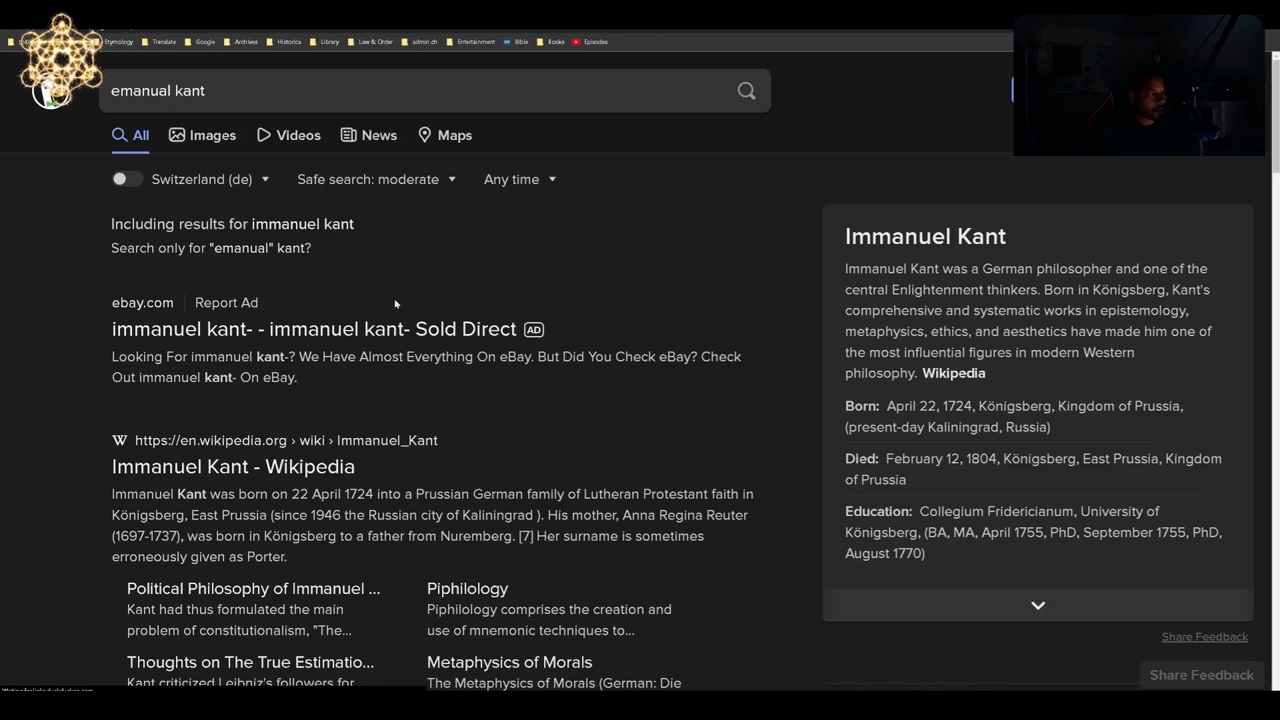 Etymology Translate Google Archives Historica Library Law & Order admin.ch Entertainment Bible Books Episodes
emanual kant
All Images Videos News Maps
Switzerland (de) Safe search: moderate Any time
Including results for immanuel kant
Search only for "emanual" kant?
ebay.com Report Ad
immanuel kant- - immanuel kant- Sold Direct AD
Looking For immanuel kant-? We Have Almost Everything On eBay. But Did You Check eBay? Check
Out immanuel kant- On eBay.
W https://en.wikipedia.org › wiki › Immanuel_Kant
Immanuel Kant - Wikipedia
Immanuel Kant was born on 22 April 1724 into a Prussian German family of Lutheran Protestant faith in
Königsberg, East Prussia (since 1946 the Russian city of Kaliningrad ). His mother, Anna Regina Reuter
(1697-1737), was born in Königsberg to a father from Nuremberg. [7] Her surname is sometimes
erroneously given as Porter.
Political Philosophy of Immanuel ...
Kant had thus formulated the main
problem of constitutionalism, "The...
Piphilology
Piphilology comprises the creation and
use of mnemonic techniques to...
Thoughts on The True Estimatio...
Kant criticized Leibniz's followers for
Metaphysics of Morals
The Metaphysics of Morals (German: Die
Immanuel Kant
Immanuel Kant was a German philosopher and one of the
central Enlightenment thinkers. Born in Königsberg, Kant's
comprehensive and systematic works in epistemology,
metaphysics, ethics, and aesthetics have made him one of
the most influential figures in modern Western
philosophy. Wikipedia
Born: April 22, 1724, Königsberg, Kingdom of Prussia,
(present-day Kaliningrad, Russia)
Died: February 12, 1804, Königsberg, East Prussia, Kingdom
of Prussia
Education: Collegium Fridericianum, University of
Königsberg, (BA, MA, April 1755, PhD, September 1755, PhD,
August 1770)
Share Feedback
Share Feedback